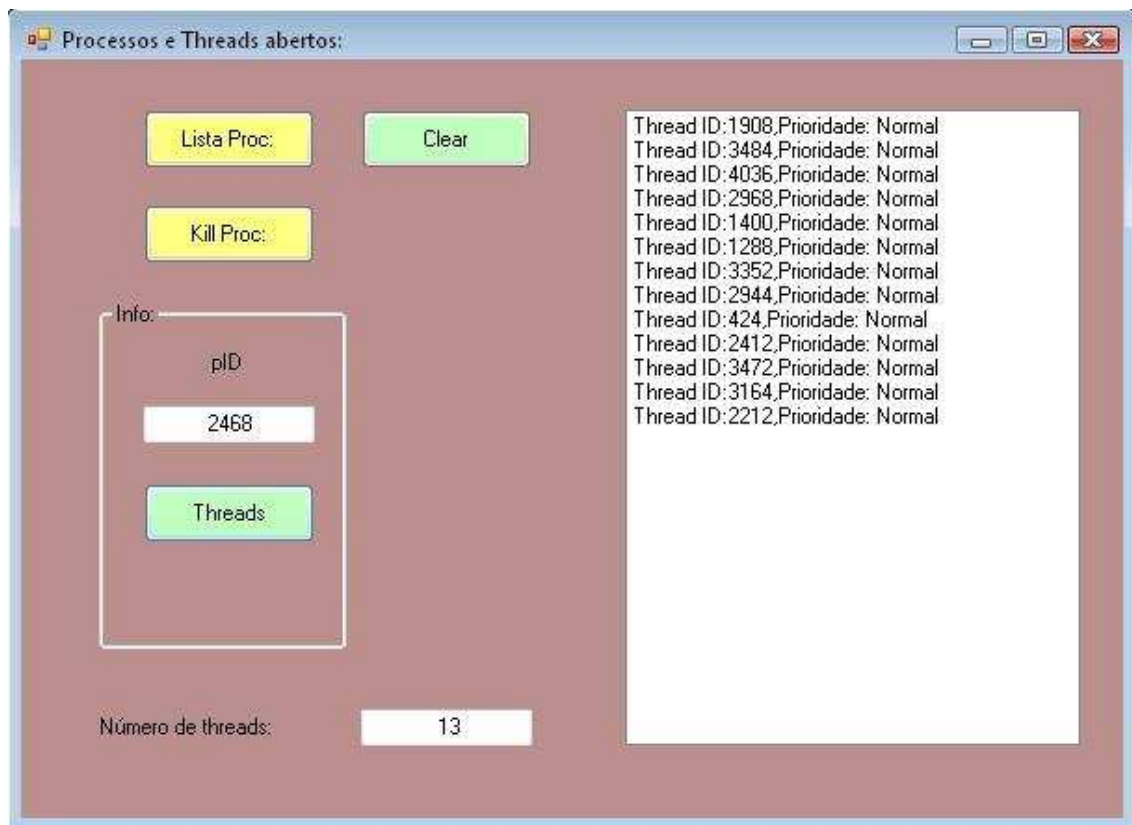 Processos e Threads abertos:
Lista Proc:
Clear
Kill Proc:
Info:
pID
2468
Threads
Número de threads:
13
Thread ID:1908,Prioridade: Normal
Thread ID:3484,Prioridade: Normal
Thread ID:4036,Prioridade: Normal
Thread ID:2968,Prioridade: Normal
Thread ID:1400,Prioridade: Normal
Thread ID:1288,Prioridade: Normal
Thread ID:3352,Prioridade: Normal
Thread ID:2944,Prioridade: Normal
Thread ID:424,Prioridade: Normal
Thread ID:2412,Prioridade: Normal
Thread ID:3472,Prioridade: Normal
Thread ID:3164,Prioridade: Normal
Thread ID:2212,Prioridade: Normal